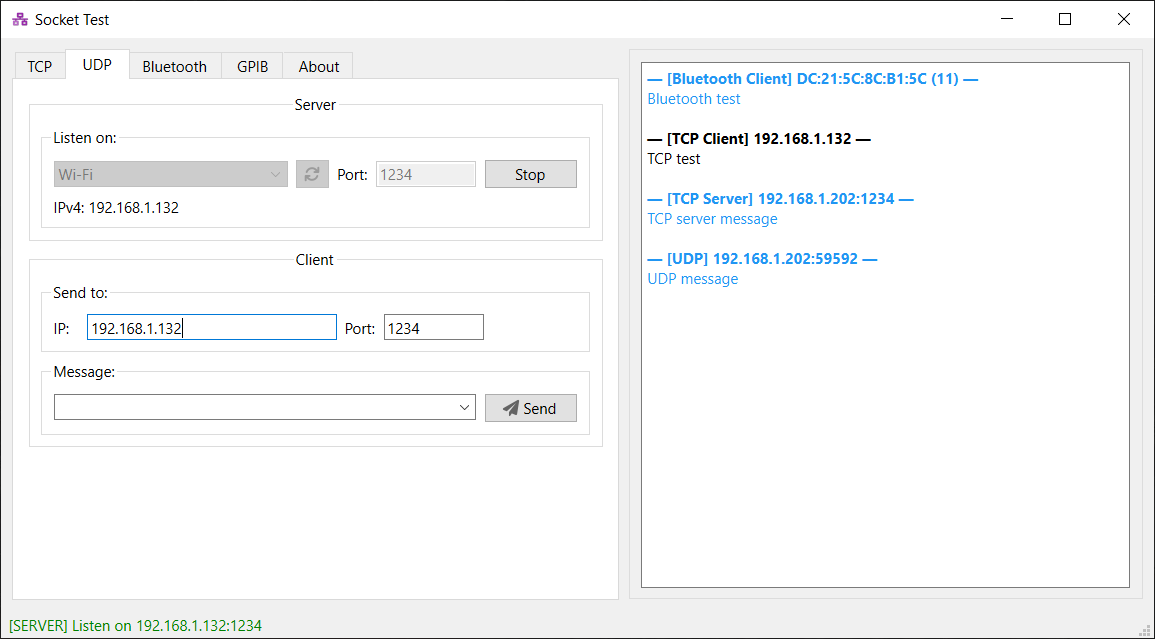 Socket Test
TCP UDP Bluetooth GPIB About
Server
Listen on:
Wi-Fi Port: 1234 Stop
IPv4: 192.168.1.132
Client
Send to:
IP: 192.168.1.132 Port: 1234
Message:
Send
— [Bluetooth Client] DC:21:5C:8C:B1:5C (11) —
Bluetooth test
— [TCP Client] 192.168.1.132 —
TCP test
— [TCP Server] 192.168.1.202:1234 —
TCP server message
— [UDP] 192.168.1.202:59592 —
UDP message
[SERVER] Listen on 192.168.1.132:1234